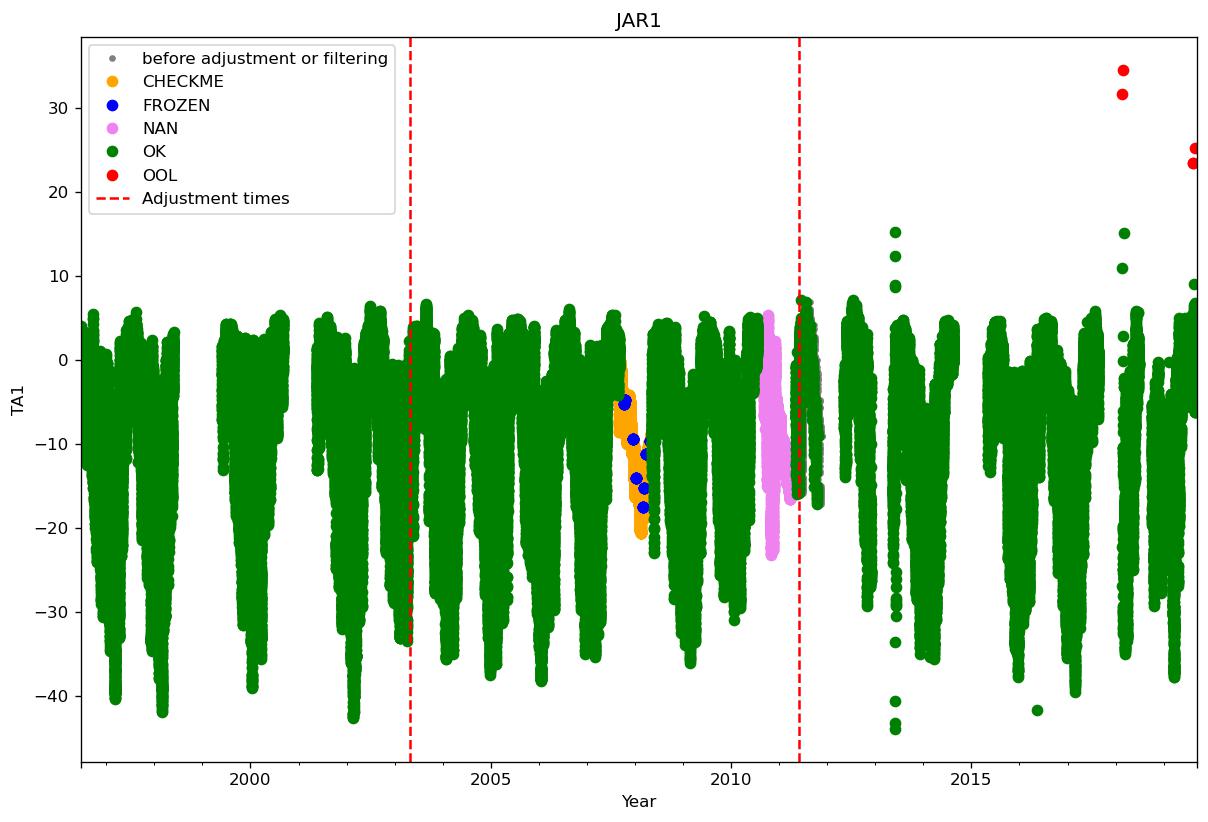 JAR1
before adjustment or filtering
CHECKME
FROZEN
NAN
OK
OOL
Adjustment times
30
20
10
0
−10
−20
−30
−40
TA1
2000 2005 2010 2015
Year